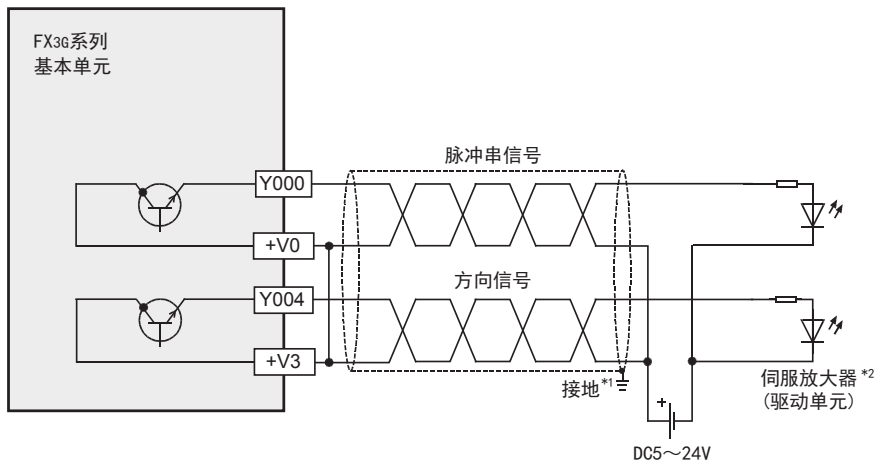 FX3G系列
基本单元
脉冲串信号
Y000
+V0
方向信号
Y004
+V3
接地*1
伺服放大器*2
(驱动单元)
+
DC5～24V